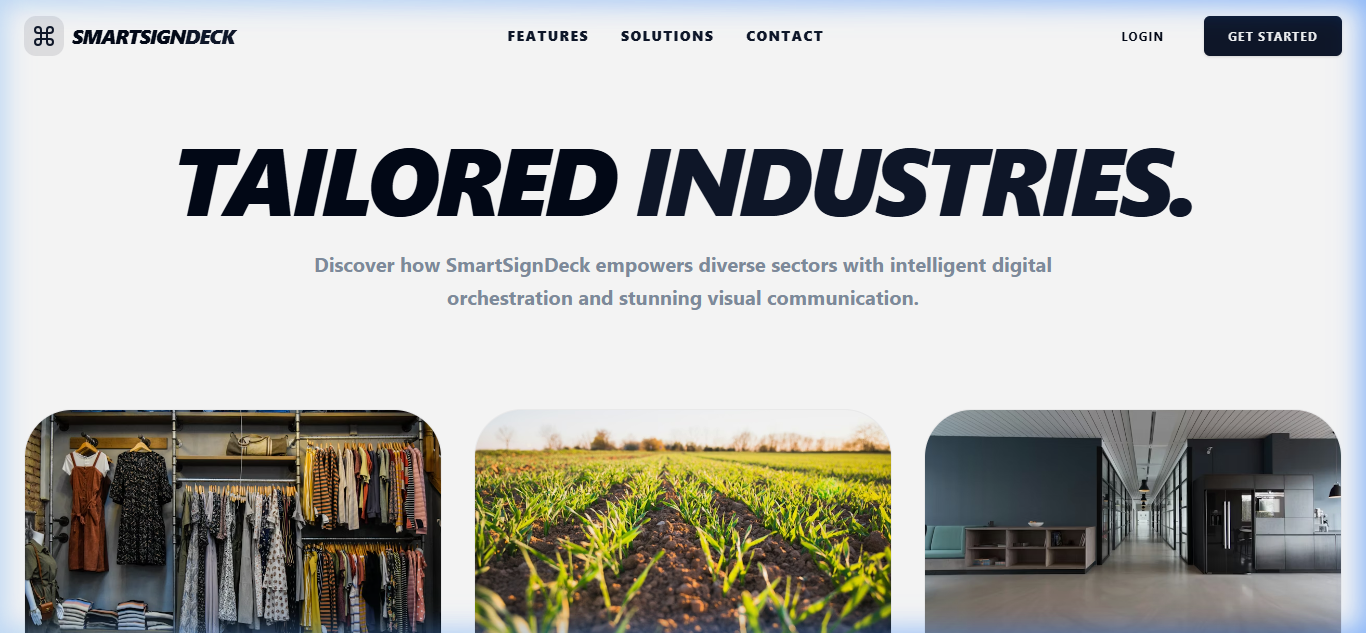 SMARTSIGNDECK
FEATURES
SOLUTIONS
CONTACT
LOGIN
GET STARTED
TAILORED INDUSTRIES.
Discover how SmartSignDeck empowers diverse sectors with intelligent digital
orchestration and stunning visual communication.